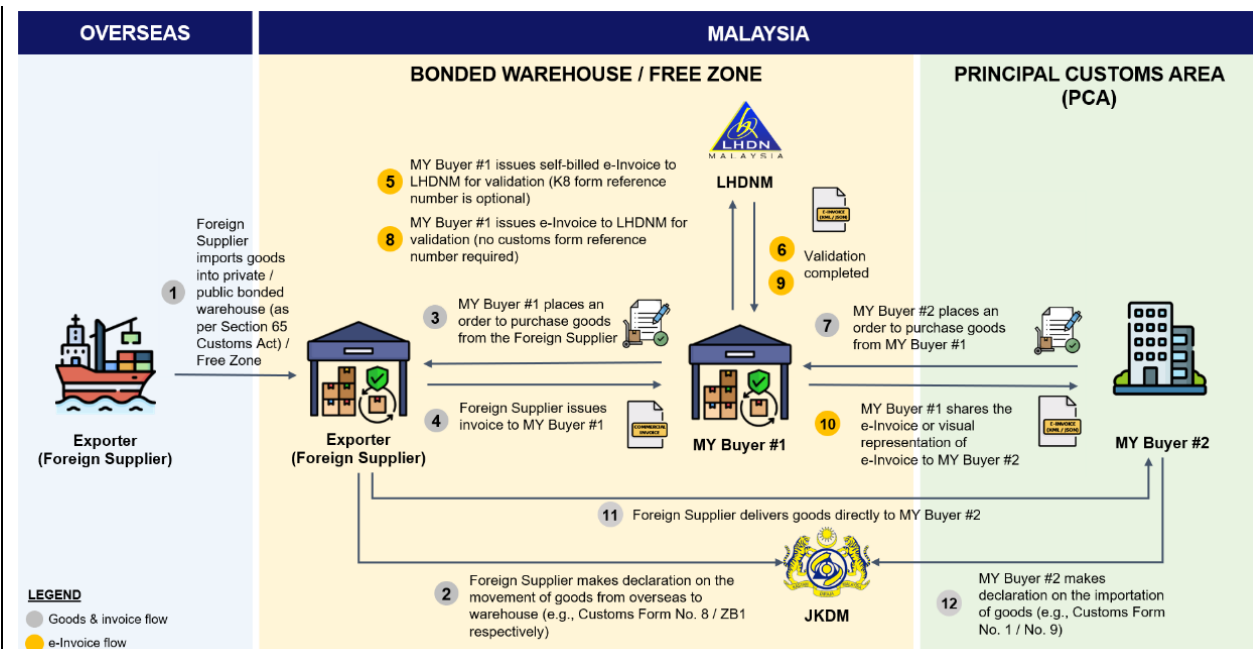 OVERSEAS
MALAYSIA
BONDED WAREHOUSE / FREE ZONE
PRINCIPAL CUSTOMS AREA
(PCA)
LHDN
MALAYSIA
LHDNM
5
MY Buyer #1 issues self-billed e-Invoice to
LHDNM for validation (K8 form reference
number is optional)
8
MY Buyer #1 issues e-Invoice to LHDNM for
validation (no customs form reference
number required)
E-INVOICE
(XML / JSON)
6
9
Validation
completed
1
Foreign
Supplier
imports goods
into private /
public bonded
warehouse (as
per Section 65
Customs Act) /
Free Zone
3
MY Buyer #1 places an
order to purchase goods
from the Foreign Supplier
7
MY Buyer #2 places an
order to purchase goods
from MY Buyer #1
4
Foreign Supplier issues
invoice to MY Buyer #1
COMMERCIAL
INVOICE
10
MY Buyer #1 shares the
e-Invoice or visual
representation of
e-Invoice to MY Buyer #2
E-INVOICE
(XML / JSON)
Exporter
(Foreign Supplier)
Exporter
(Foreign Supplier)
MY Buyer #1
MY Buyer #2
11
Foreign Supplier delivers goods directly to MY Buyer #2
2
Foreign Supplier makes declaration on the
movement of goods from overseas to
warehouse (e.g., Customs Form No. 8 / ZB1
respectively)
JKDM
12
MY Buyer #2 makes
declaration on the importation
of goods (e.g., Customs Form
No. 1 / No. 9)
LEGEND
Goods & invoice flow
e-Invoice flow